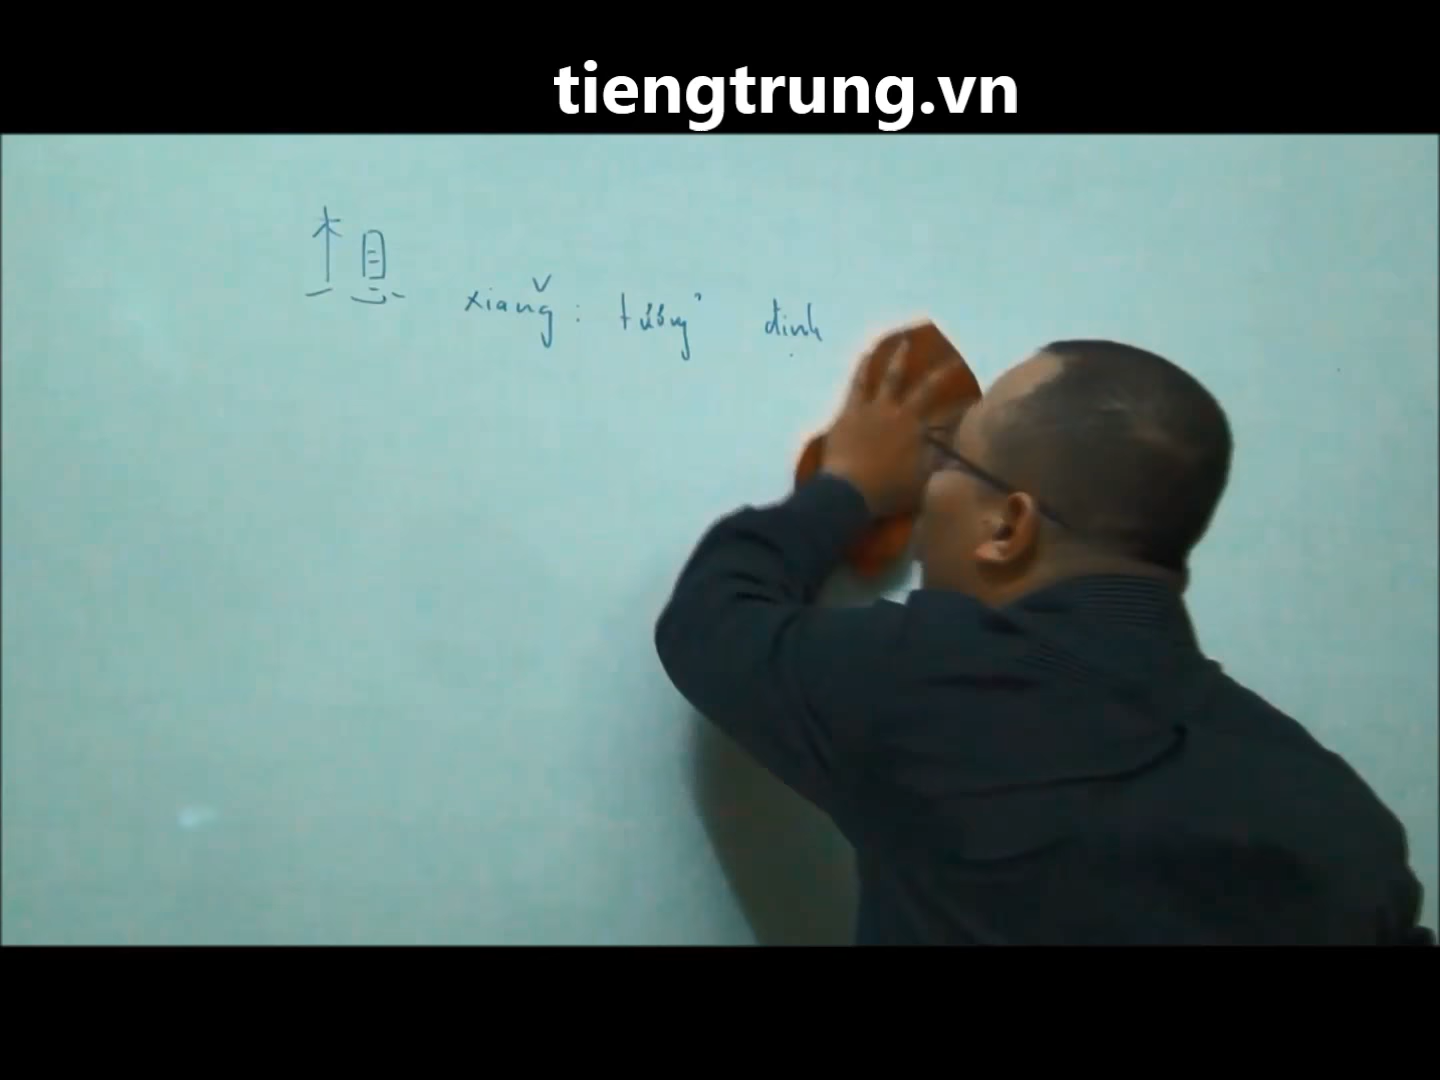 tiengtrung.vn
想 xiǎng : tưởng định